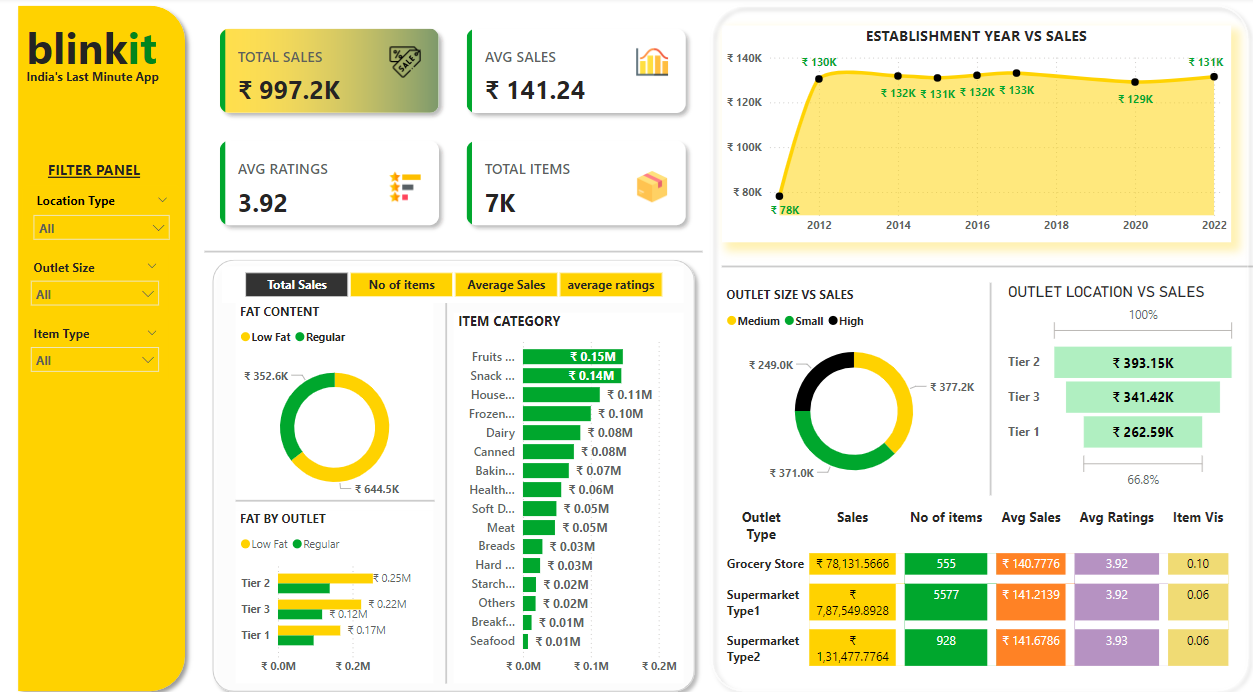 blinkit
India's Last Minute App
FILTER PANEL
Location Type
All
Outlet Size
All
Item Type
All
TOTAL SALES
₹ 997.2K
SALE
AVG SALES
₹ 141.24
AVG RATINGS
3.92
TOTAL ITEMS
7K
ESTABLISHMENT YEAR VS SALES
₹ 140K
₹ 120K
₹ 100K
₹ 80K
₹ 78K
₹ 130K
₹ 132K
₹ 131K
₹ 132K
₹ 133K
₹ 129K
₹ 131K
2012 2014 2016 2018 2020 2022
Total Sales No of items Average Sales average ratings
FAT CONTENT
Low Fat Regular
₹ 352.6K
₹ 644.5K
FAT BY OUTLET
Low Fat Regular
Tier 2 ₹ 0.25M
Tier 3 ₹ 0.22M
₹ 0.12M
Tier 1 ₹ 0.17M
₹ 0.0M ₹ 0.2M
ITEM CATEGORY
Fruits ... ₹ 0.15M
Snack ... ₹ 0.14M
House... ₹ 0.11M
Frozen... ₹ 0.10M
Dairy ₹ 0.08M
Canned ₹ 0.08M
Bakin... ₹ 0.07M
Health... ₹ 0.06M
Soft D... ₹ 0.05M
Meat ₹ 0.05M
Breads ₹ 0.03M
Hard ... ₹ 0.03M
Starch... ₹ 0.02M
Others ₹ 0.02M
Breakf... ₹ 0.01M
Seafood ₹ 0.01M
₹ 0.0M ₹ 0.1M ₹ 0.2M
OUTLET SIZE VS SALES
Medium Small High
₹ 249.0K
₹ 377.2K
₹ 371.0K
OUTLET LOCATION VS SALES
100%
Tier 2 ₹ 393.15K
Tier 3 ₹ 341.42K
Tier 1 ₹ 262.59K
66.8%
Outlet Type Sales No of items Avg Sales Avg Ratings Item Vis
Grocery Store ₹ 78,131.5666 555 ₹ 140.7776 3.92 0.10
Supermarket Type1 ₹ 7,87,549.8928 5577 ₹ 141.2139 3.92 0.06
Supermarket Type2 ₹ 1,31,477.7764 928 ₹ 141.6786 3.93 0.06